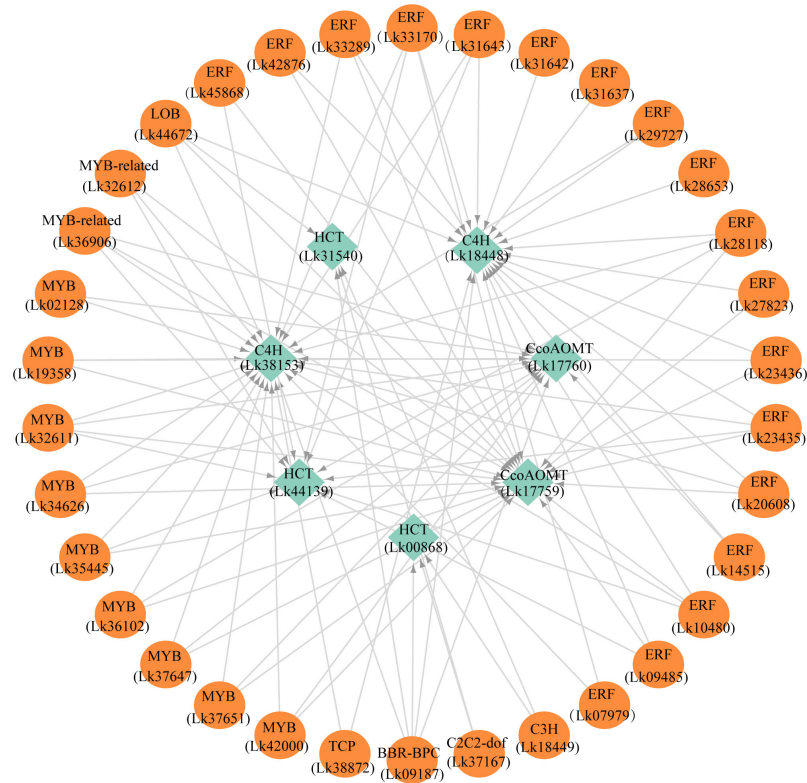 ERF
(Lk33170)
ERF
(Lk33289)
ERF
(Lk31643)
ERF
(Lk42876)
ERF
(Lk31642)
ERF
(Lk45868)
ERF
(Lk31637)
LOB
(Lk44672)
ERF
(Lk29727)
MYB-related
(Lk32612)
ERF
(Lk28653)
MYB-related
(Lk36906)
ERF
(Lk28118)
HCT
(Lk31540)
C4H
(Lk18448)
MYB
(Lk02128)
ERF
(Lk27823)
MYB
(Lk19358)
C4H
(Lk38153)
CcoAOMT
(Lk17760)
ERF
(Lk23436)
MYB
(Lk32611)
ERF
(Lk23435)
MYB
(Lk34626)
HCT
(Lk44139)
CcoAOMT
(Lk17759)
ERF
(Lk20608)
HCT
(Lk00868)
MYB
(Lk35445)
ERF
(Lk14515)
MYB
(Lk36102)
ERF
(Lk10480)
MYB
(Lk37647)
ERF
(Lk09485)
MYB
(Lk37651)
ERF
(Lk07979)
MYB
(Lk42000)
C3H
(Lk18449)
TCP
(Lk38872)
BBR-BPC
(Lk09187)
C2C2-dof
(Lk37167)